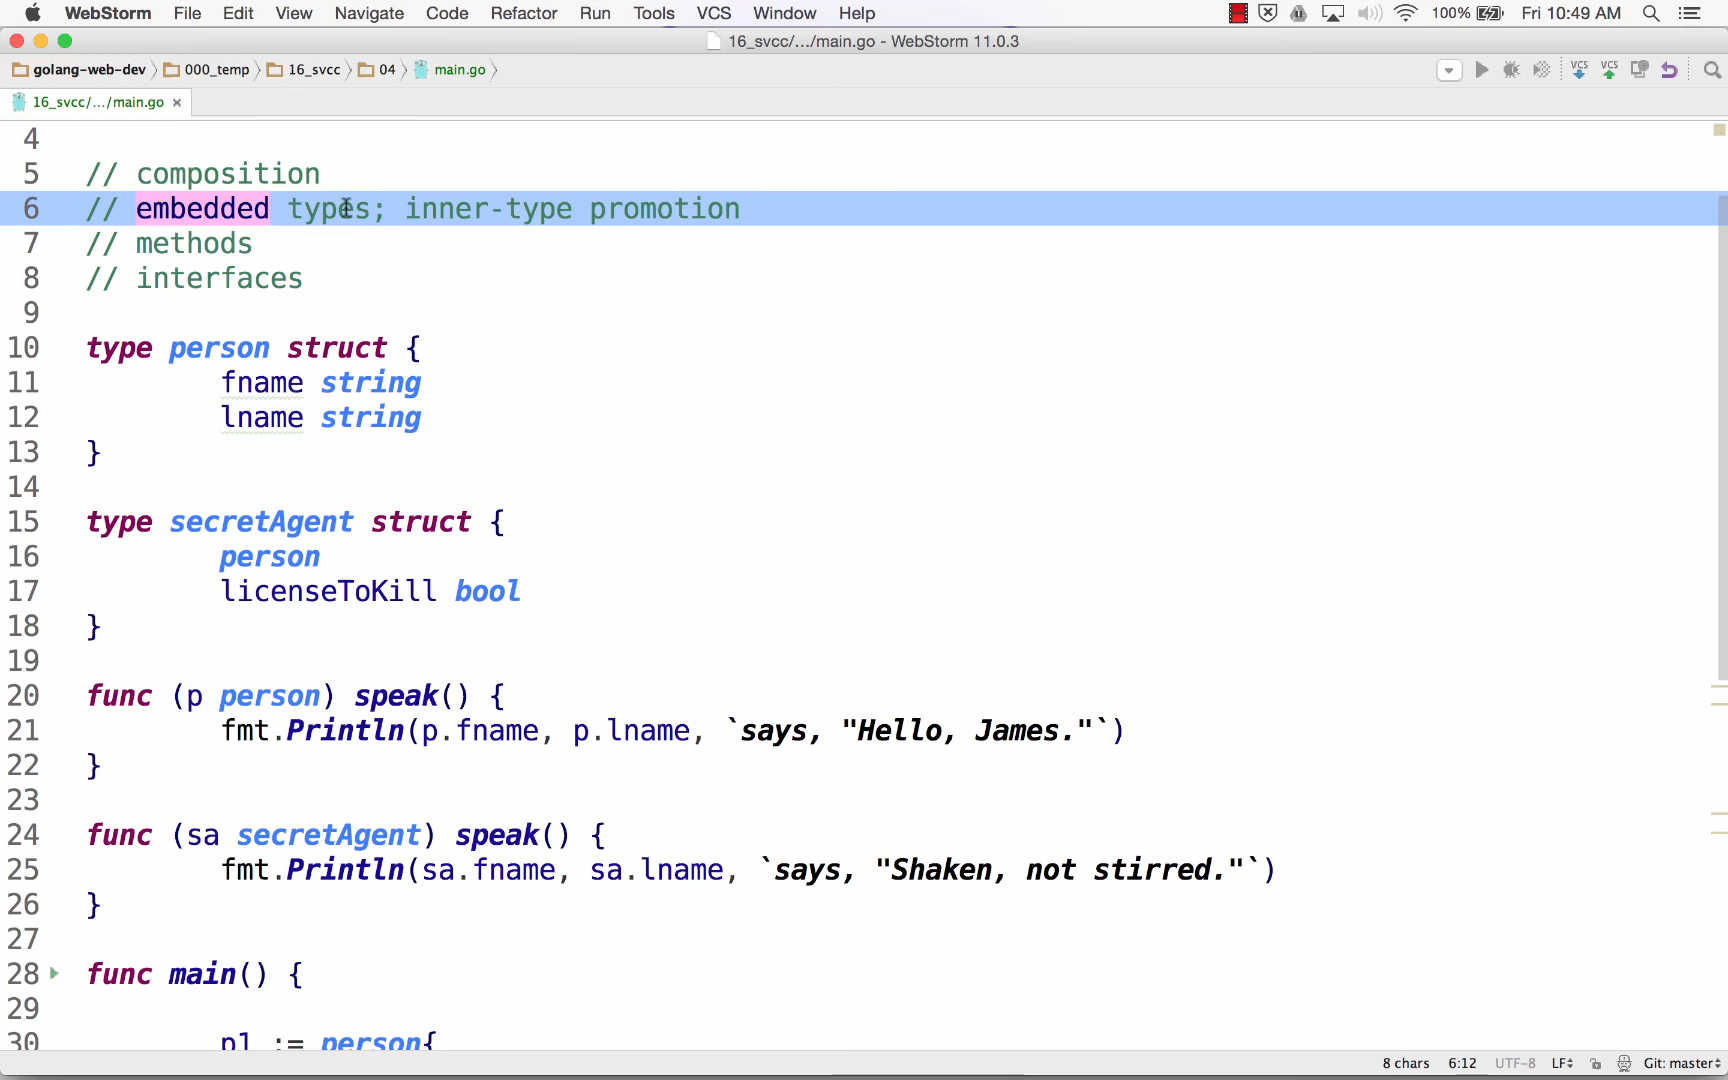 WebStorm File Edit View Navigate Code Refactor Run Tools VCS Window Help 100% Fri 10:49 AM
16_svcc/.../main.go - WebStorm 11.0.3
golang-web-dev 000_temp 16_svcc 04 main.go VCS VCS
16_svcc/.../main.go ×
4
5 // composition
6 // embedded types; inner-type promotion
7 // methods
8 // interfaces
9
10 type person struct {
11 fname string
12 lname string
13 }
14
15 type secretAgent struct {
16 person
17 licenseToKill bool
18 }
19
20 func (p person) speak() {
21 fmt.Println(p.fname, p.lname, `says, "Hello, James."`)
22 }
23
24 func (sa secretAgent) speak() {
25 fmt.Println(sa.fname, sa.lname, `says, "Shaken, not stirred."`)
26 }
27
28 func main() {
29
30 p1 := person{
8 chars 6:12 UTF-8 LF Git: master